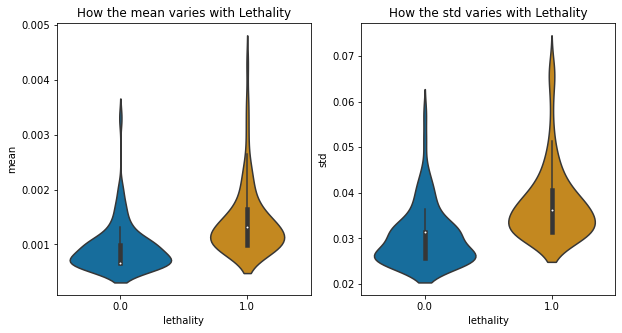 How the mean varies with Lethality
0.005
0.004
0.003
0.002
0.001
mean
0.0 1.0
lethality
How the std varies with Lethality
0.07
0.06
0.05
0.04
0.03
0.02
std
0.0 1.0
lethality